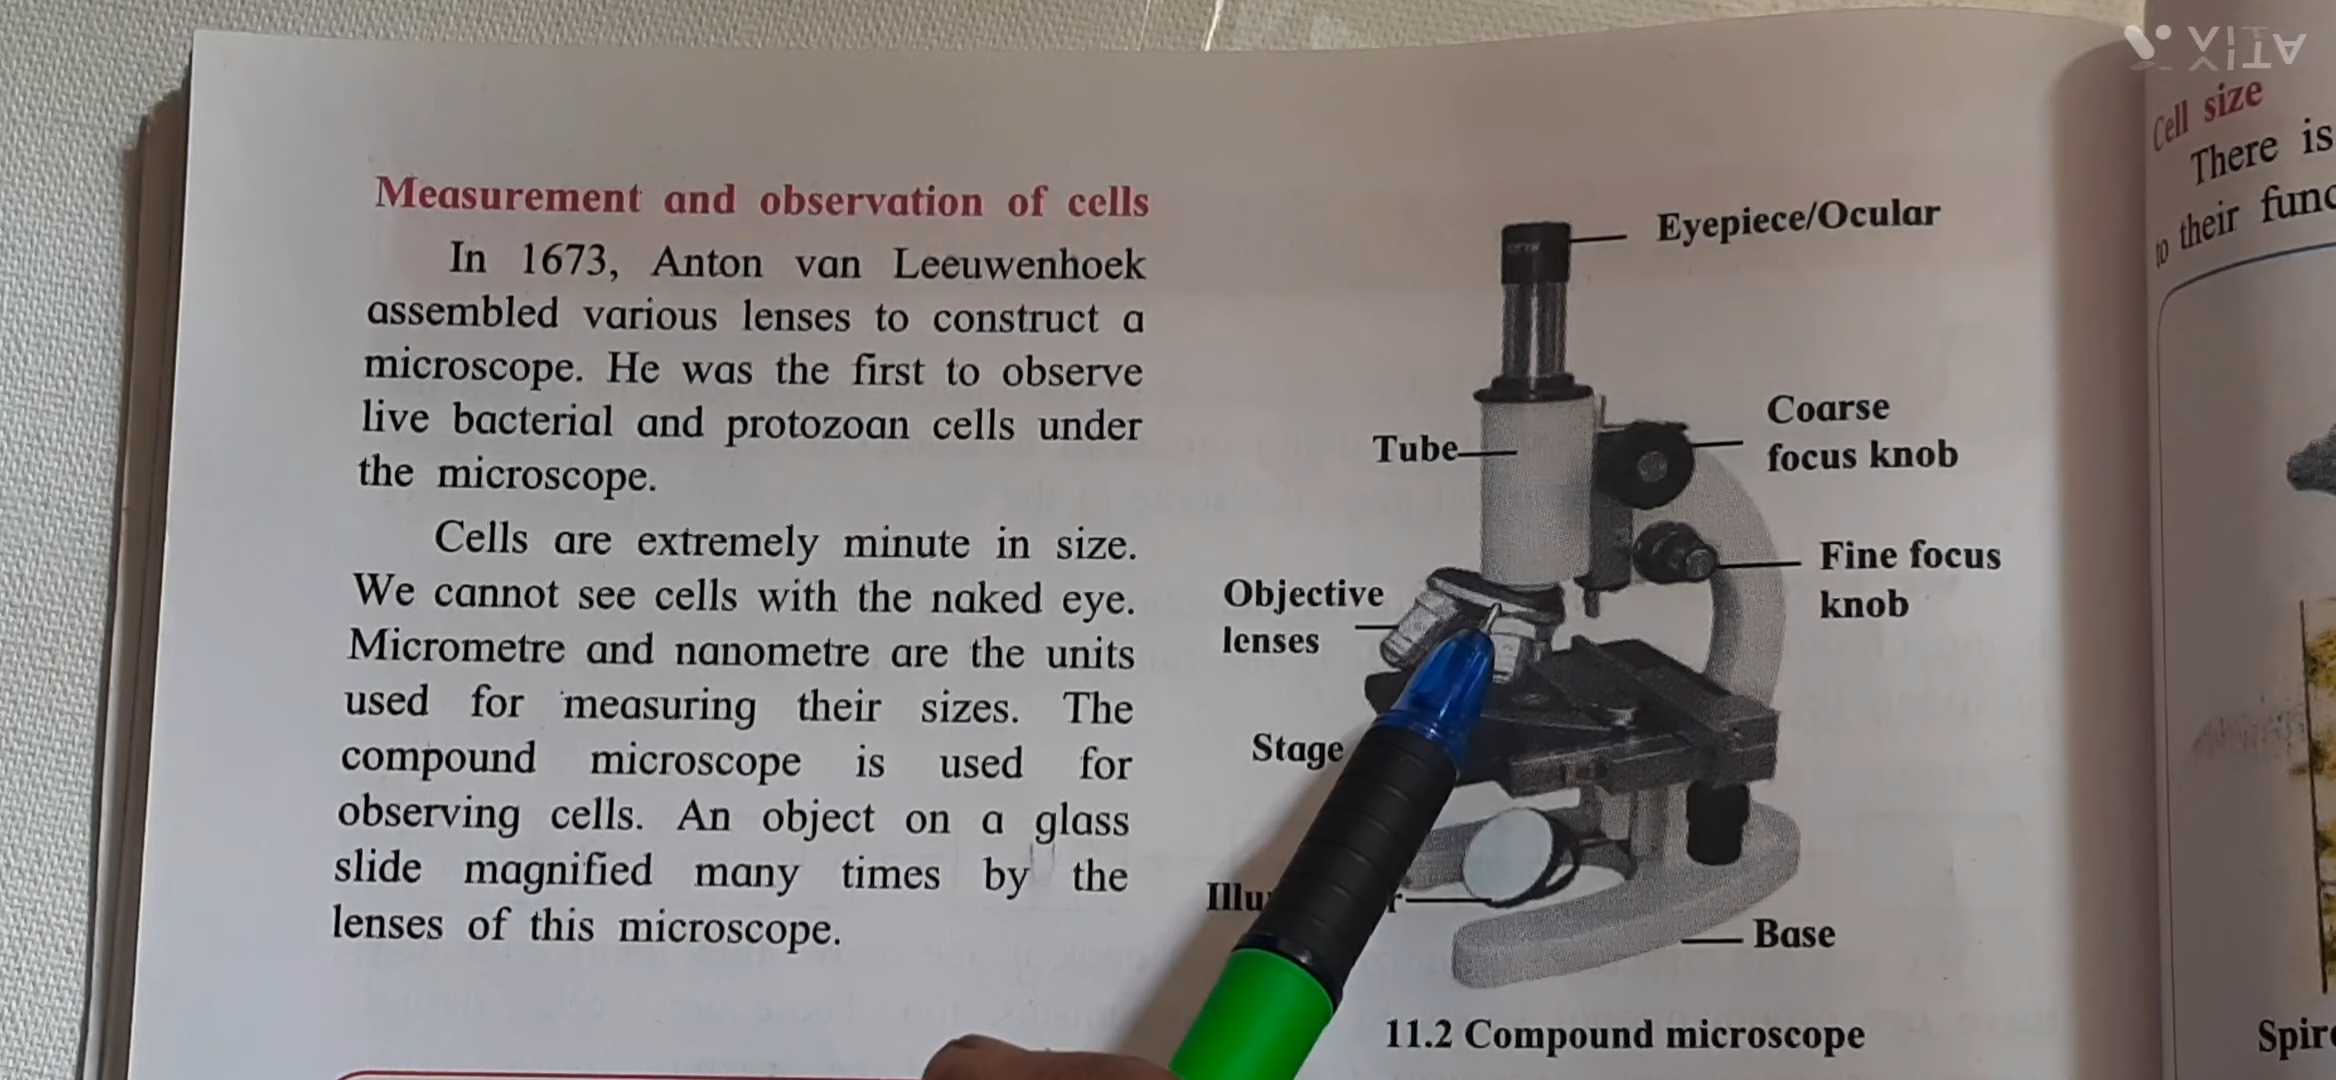 Measurement and observation of cells
In 1673, Anton van Leeuwenhoek
assembled various lenses to construct a
microscope. He was the first to observe
live bacterial and protozoan cells under
the microscope.
Cells are extremely minute in size.
We cannot see cells with the naked eye.
Micrometre and nanometre are the units
used for measuring their sizes. The
compound microscope is used for
observing cells. An object on a glass
slide magnified many times by the
lenses of this microscope.
Eyepiece/Ocular
Coarse
focus knob
Tube
Fine focus
knob
Objective
lenses
Stage
Base
11.2 Compound microscope
Cell size
There is
to their